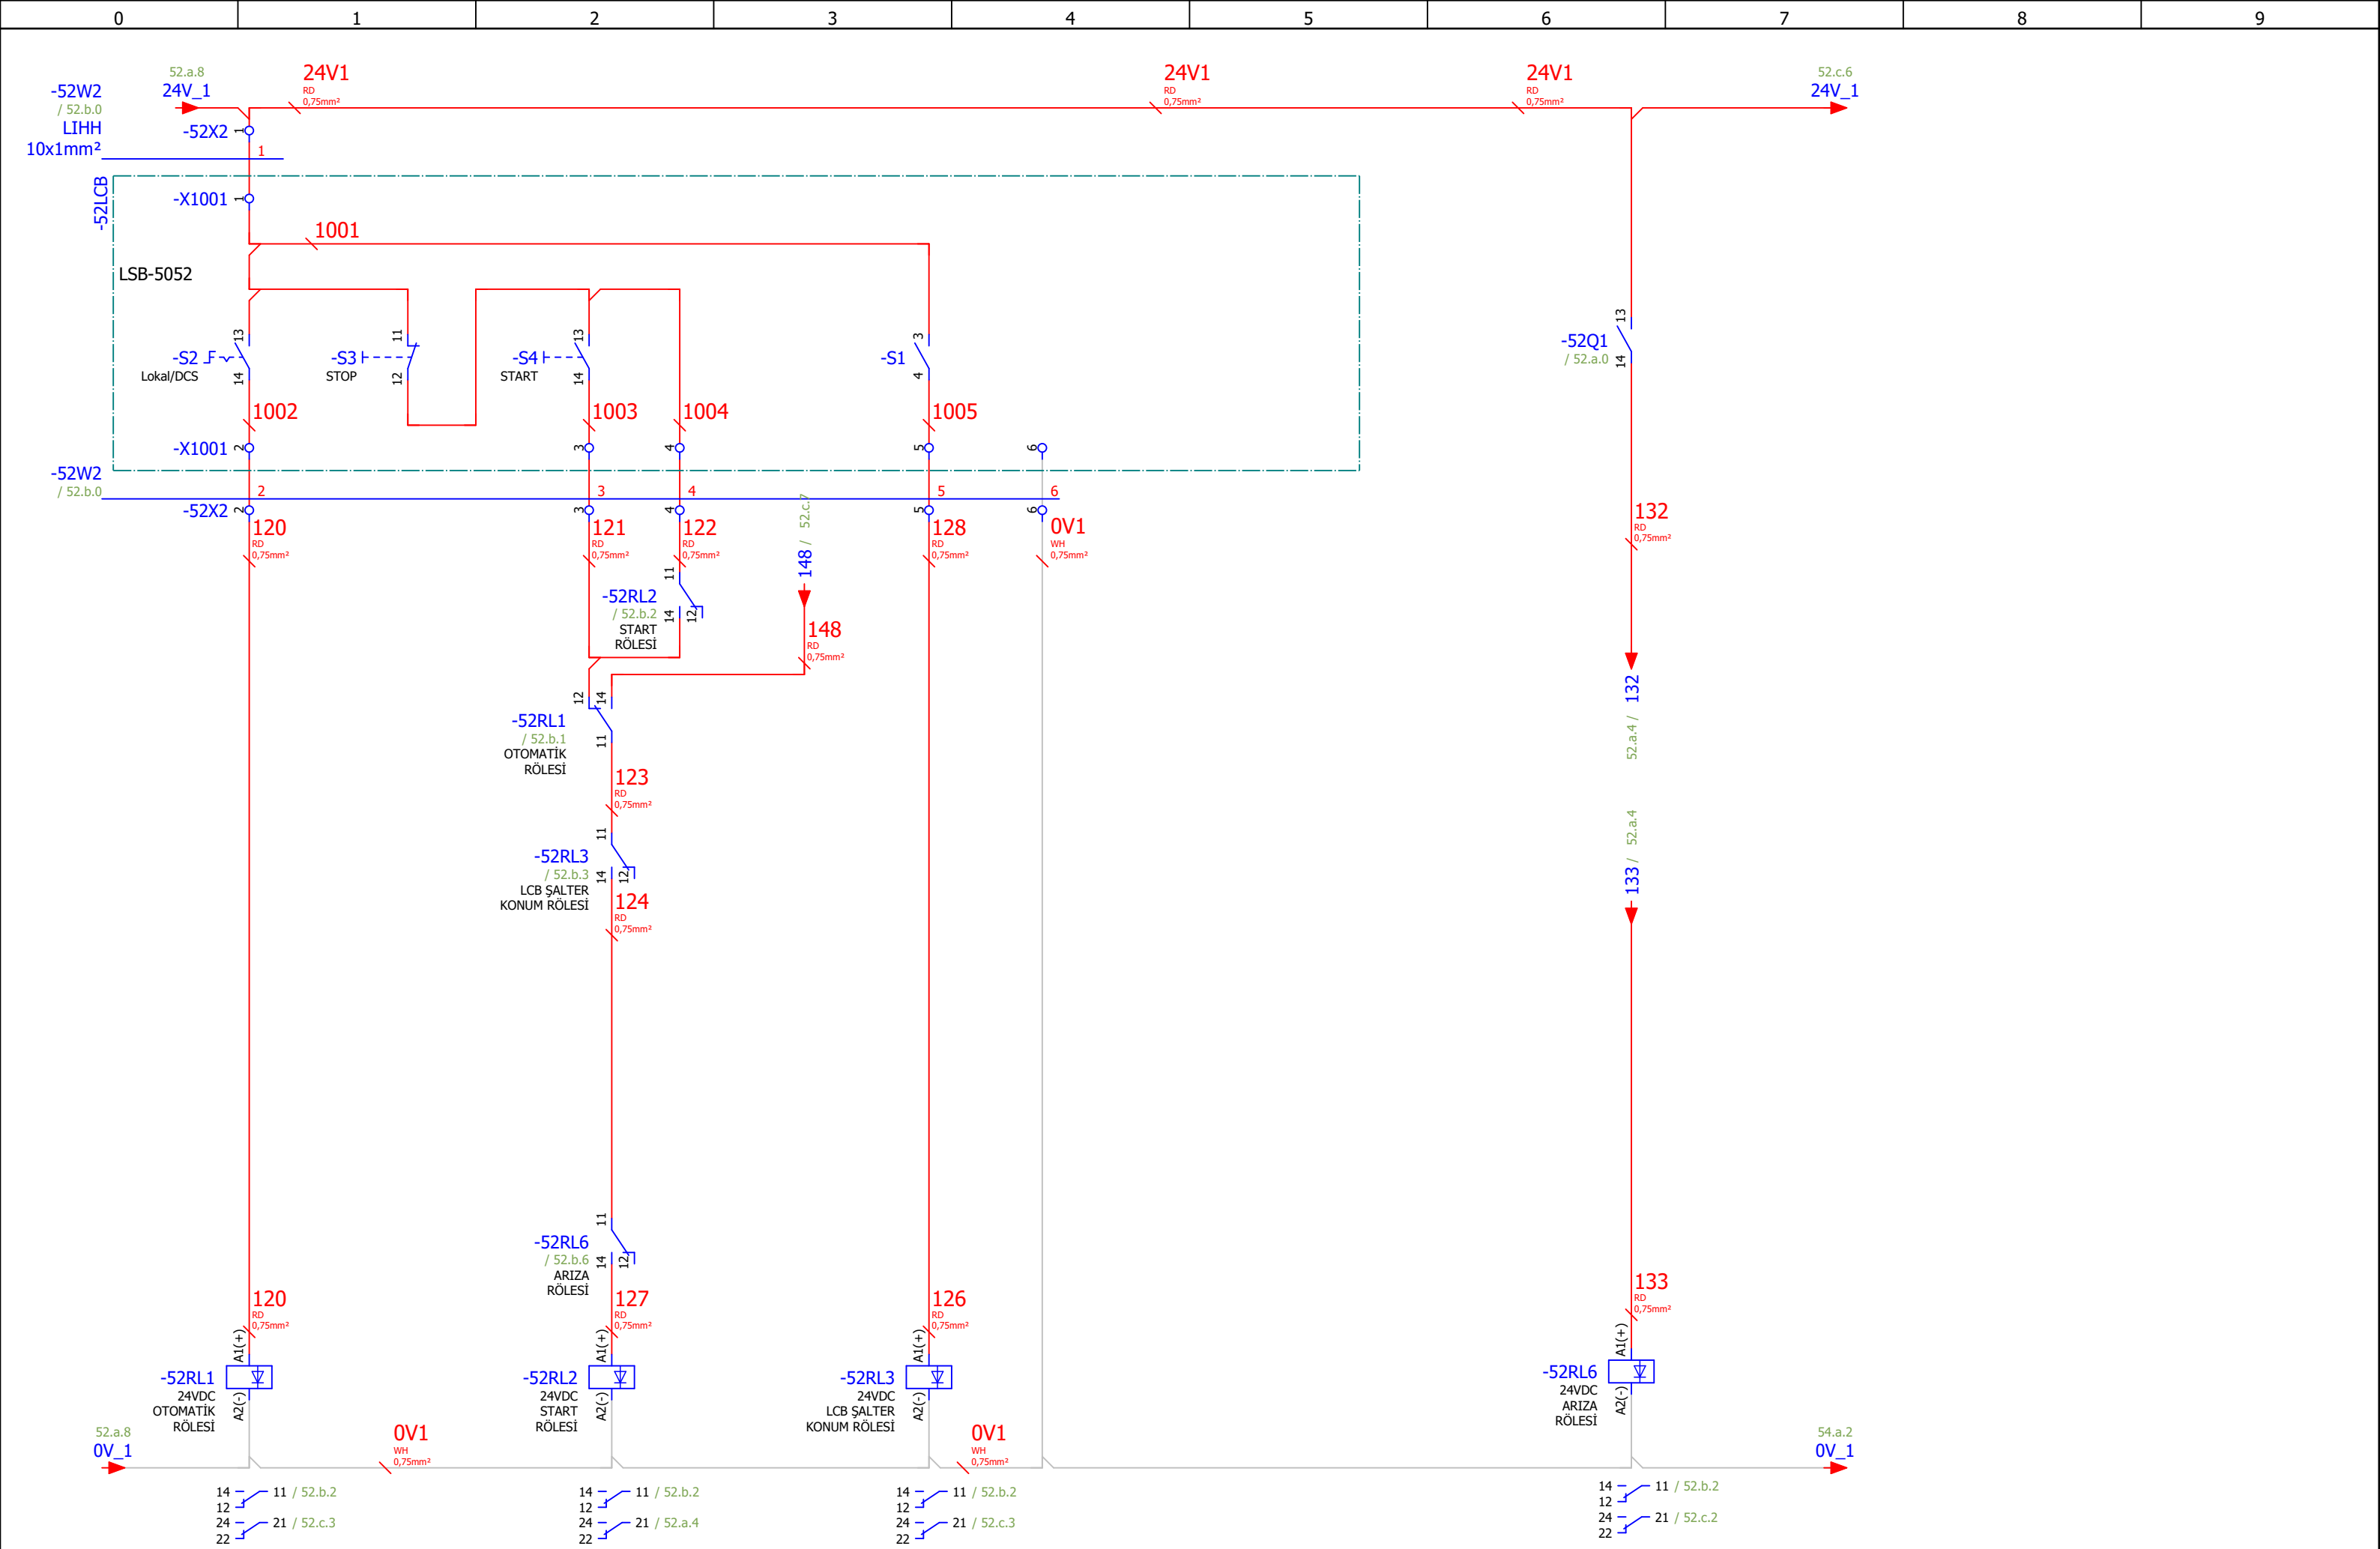 0 1 2 3 4 5 6 7 8 9
52.a.8
24V_1
-52W2
/ 52.b.0
LIHH
10x1mm²
24V1
RD
0,75mm²
24V1
RD
0,75mm²
24V1
RD
0,75mm²
52.c.6
24V_1
-52X2 1
1
-52LCB
-X1001 1
1001
LSB-5052
-S2
Lokal/DCS
13
14
-S3
STOP
11
12
-S4
START
13
14
-S1
3
4
-52Q1
/ 52.a.0
13
14
1002
1003
1004
1005
-X1001 2 3 4 5 6
-52W2
/ 52.b.0
2 3 4 5 6
-52X2 2 3 4 5 6
120
RD
0,75mm²
121
RD
0,75mm²
122
RD
0,75mm²
148 / 52.c.7
128
RD
0,75mm²
0V1
WH
0,75mm²
132
RD
0,75mm²
-52RL2
/ 52.b.2
START
RÖLESİ
11
14
12
148
RD
0,75mm²
132
52.a.4 /
-52RL1
/ 52.b.1
OTOMATİK
RÖLESİ
12
14
11
123
RD
0,75mm²
-52RL3
/ 52.b.3
LCB ŞALTER
KONUM RÖLESİ
11
14
12
124
RD
0,75mm²
133 / 52.a.4
-52RL6
/ 52.b.6
ARIZA
RÖLESİ
11
14
12
120
RD
0,75mm²
127
RD
0,75mm²
126
RD
0,75mm²
133
RD
0,75mm²
-52RL1
24VDC
OTOMATİK
RÖLESİ
A1(+)
A2(-)
-52RL2
24VDC
START
RÖLESİ
A1(+)
A2(-)
-52RL3
24VDC
LCB ŞALTER
KONUM RÖLESİ
A1(+)
A2(-)
-52RL6
24VDC
ARIZA
RÖLESİ
A1(+)
A2(-)
52.a.8
0V_1
0V1
WH
0,75mm²
0V1
WH
0,75mm²
54.a.2
0V_1
14 11 / 52.b.2
12
24 21 / 52.c.3
22
14 11 / 52.b.2
12
24 21 / 52.a.4
22
14 11 / 52.b.2
12
24 21 / 52.c.3
22
14 11 / 52.b.2
12
24 21 / 52.c.2
22